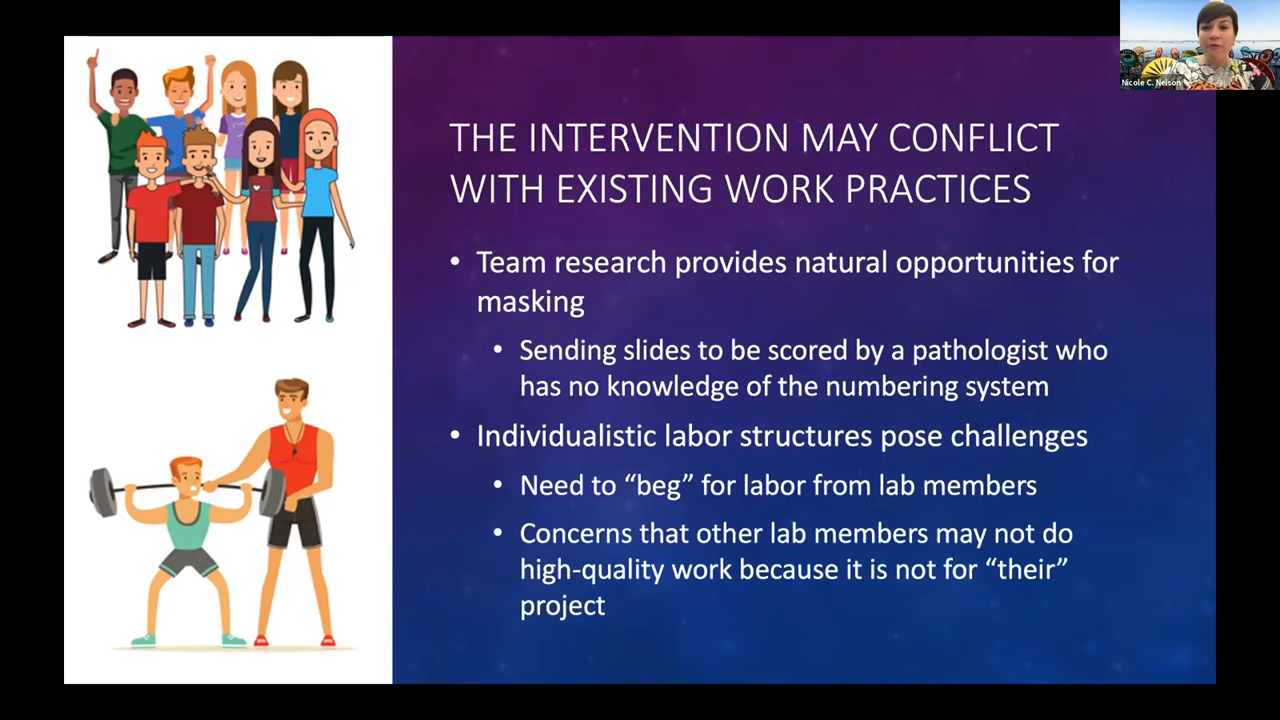 Nicole C. Nelson
THE INTERVENTION MAY CONFLICT
WITH EXISTING WORK PRACTICES
• Team research provides natural opportunities for
masking
• Sending slides to be scored by a pathologist who
has no knowledge of the numbering system
• Individualistic labor structures pose challenges
• Need to “beg” for labor from lab members
• Concerns that other lab members may not do
high-quality work because it is not for “their”
project